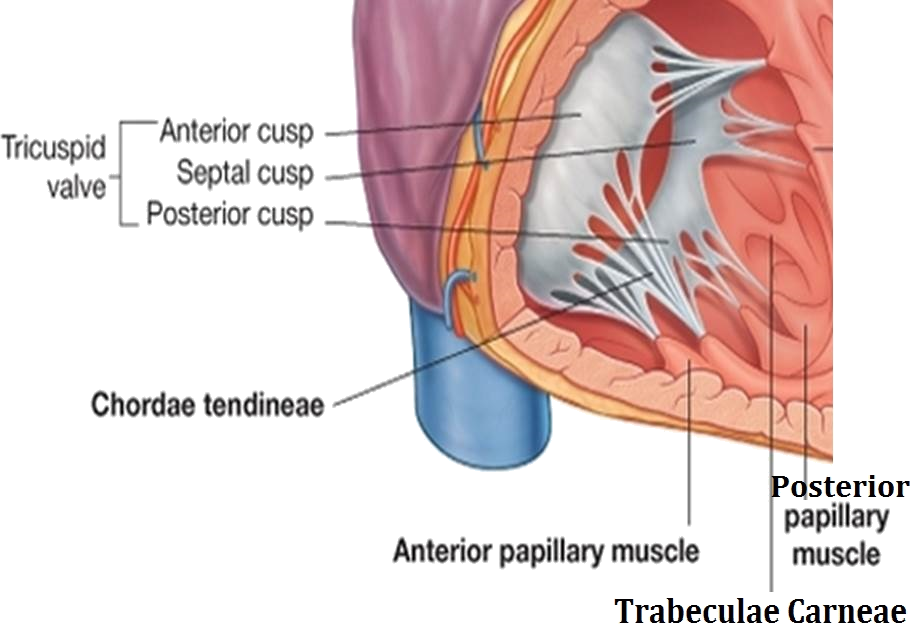 Anterior cusp
Tricuspid
valve
Septal cusp
Posterior cusp
Chordae tendineae
Posterior
papillary
muscle
Anterior papillary muscle
Trabeculae Carneae